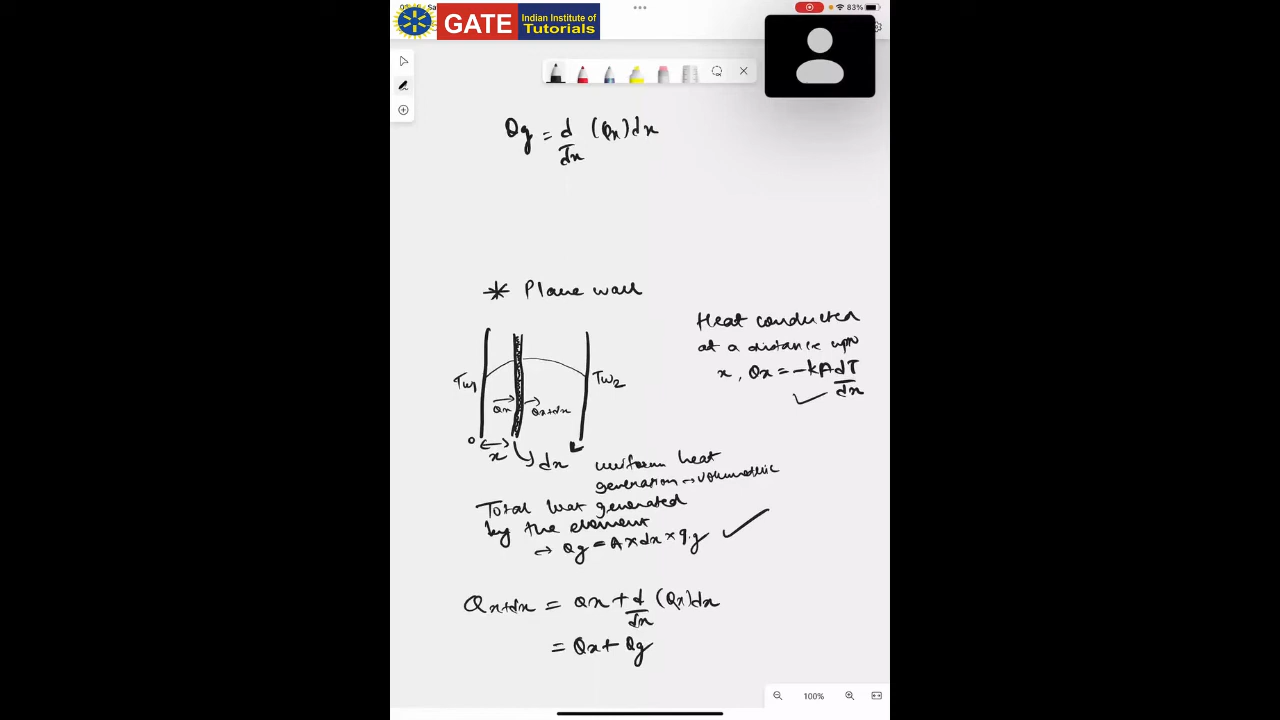 GATE
Indian Institute of
Tutorials
83%
Qg = d/dx (Qx)dx
* Plane wall
Heat conducted
at a distance upto
x, Qx = -kA dT/dx
Tw1
Tw2
Qx
Qx+dx
0
x
dx
L
uniform heat
generation → volumetric
Total heat generated
by the element
→ Qg = A × dx × q.g
Qx+dx = Qx + d/dx (Qx)dx
= Qx + Qg
100%